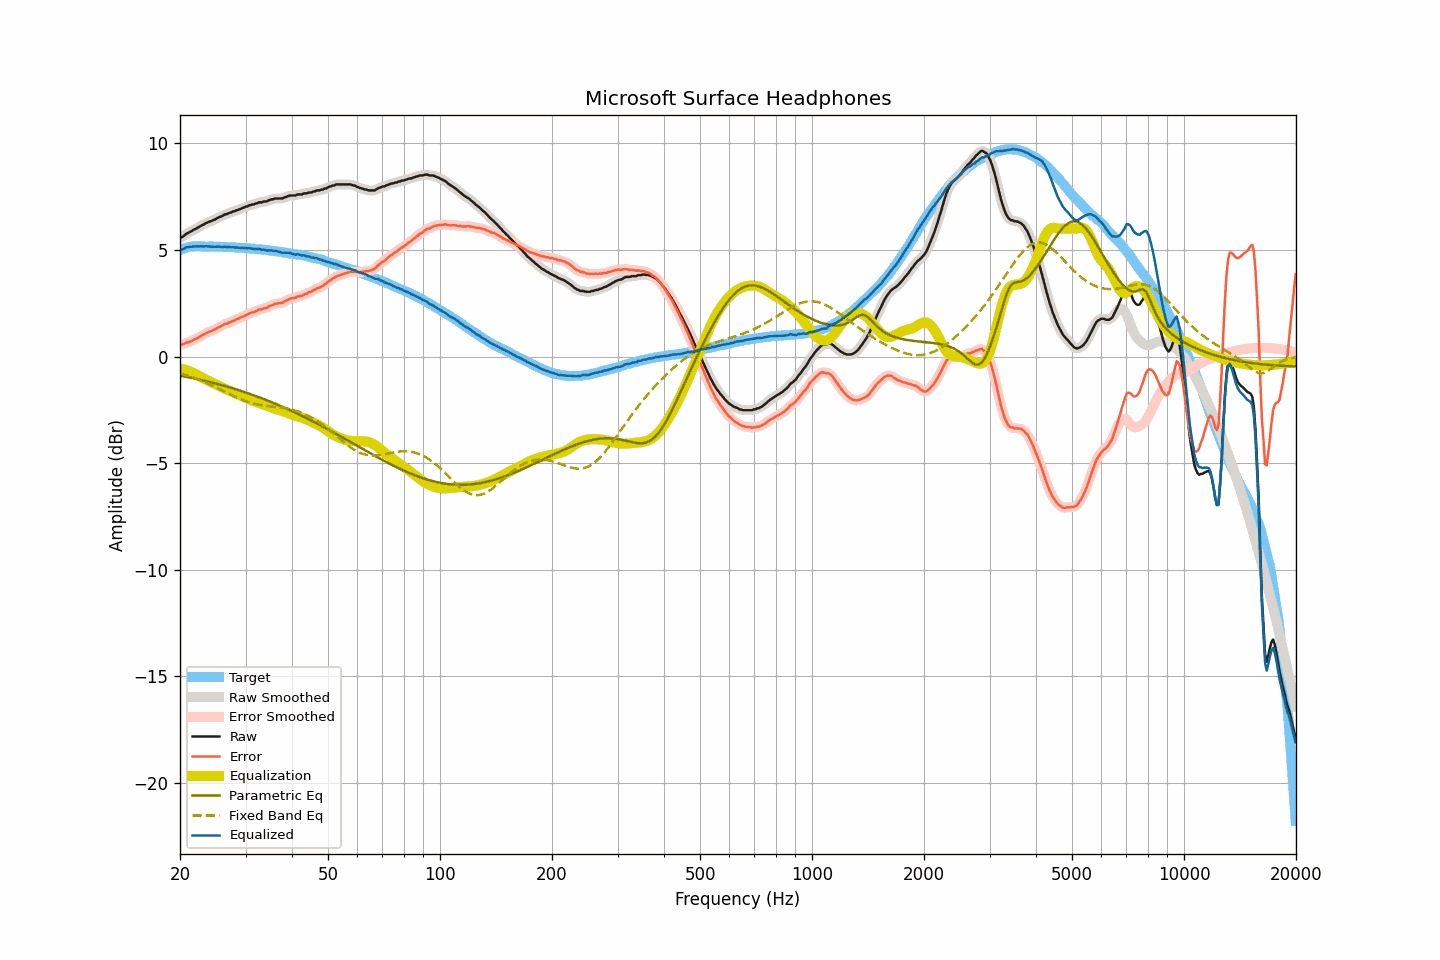 Microsoft Surface Headphones
Amplitude (dBr)
10
5
0
−5
−10
−15
−20
Target
Raw Smoothed
Error Smoothed
Raw
Error
Equalization
Parametric Eq
Fixed Band Eq
Equalized
20 50 100 200 500 1000 2000 5000 10000 20000
Frequency (Hz)